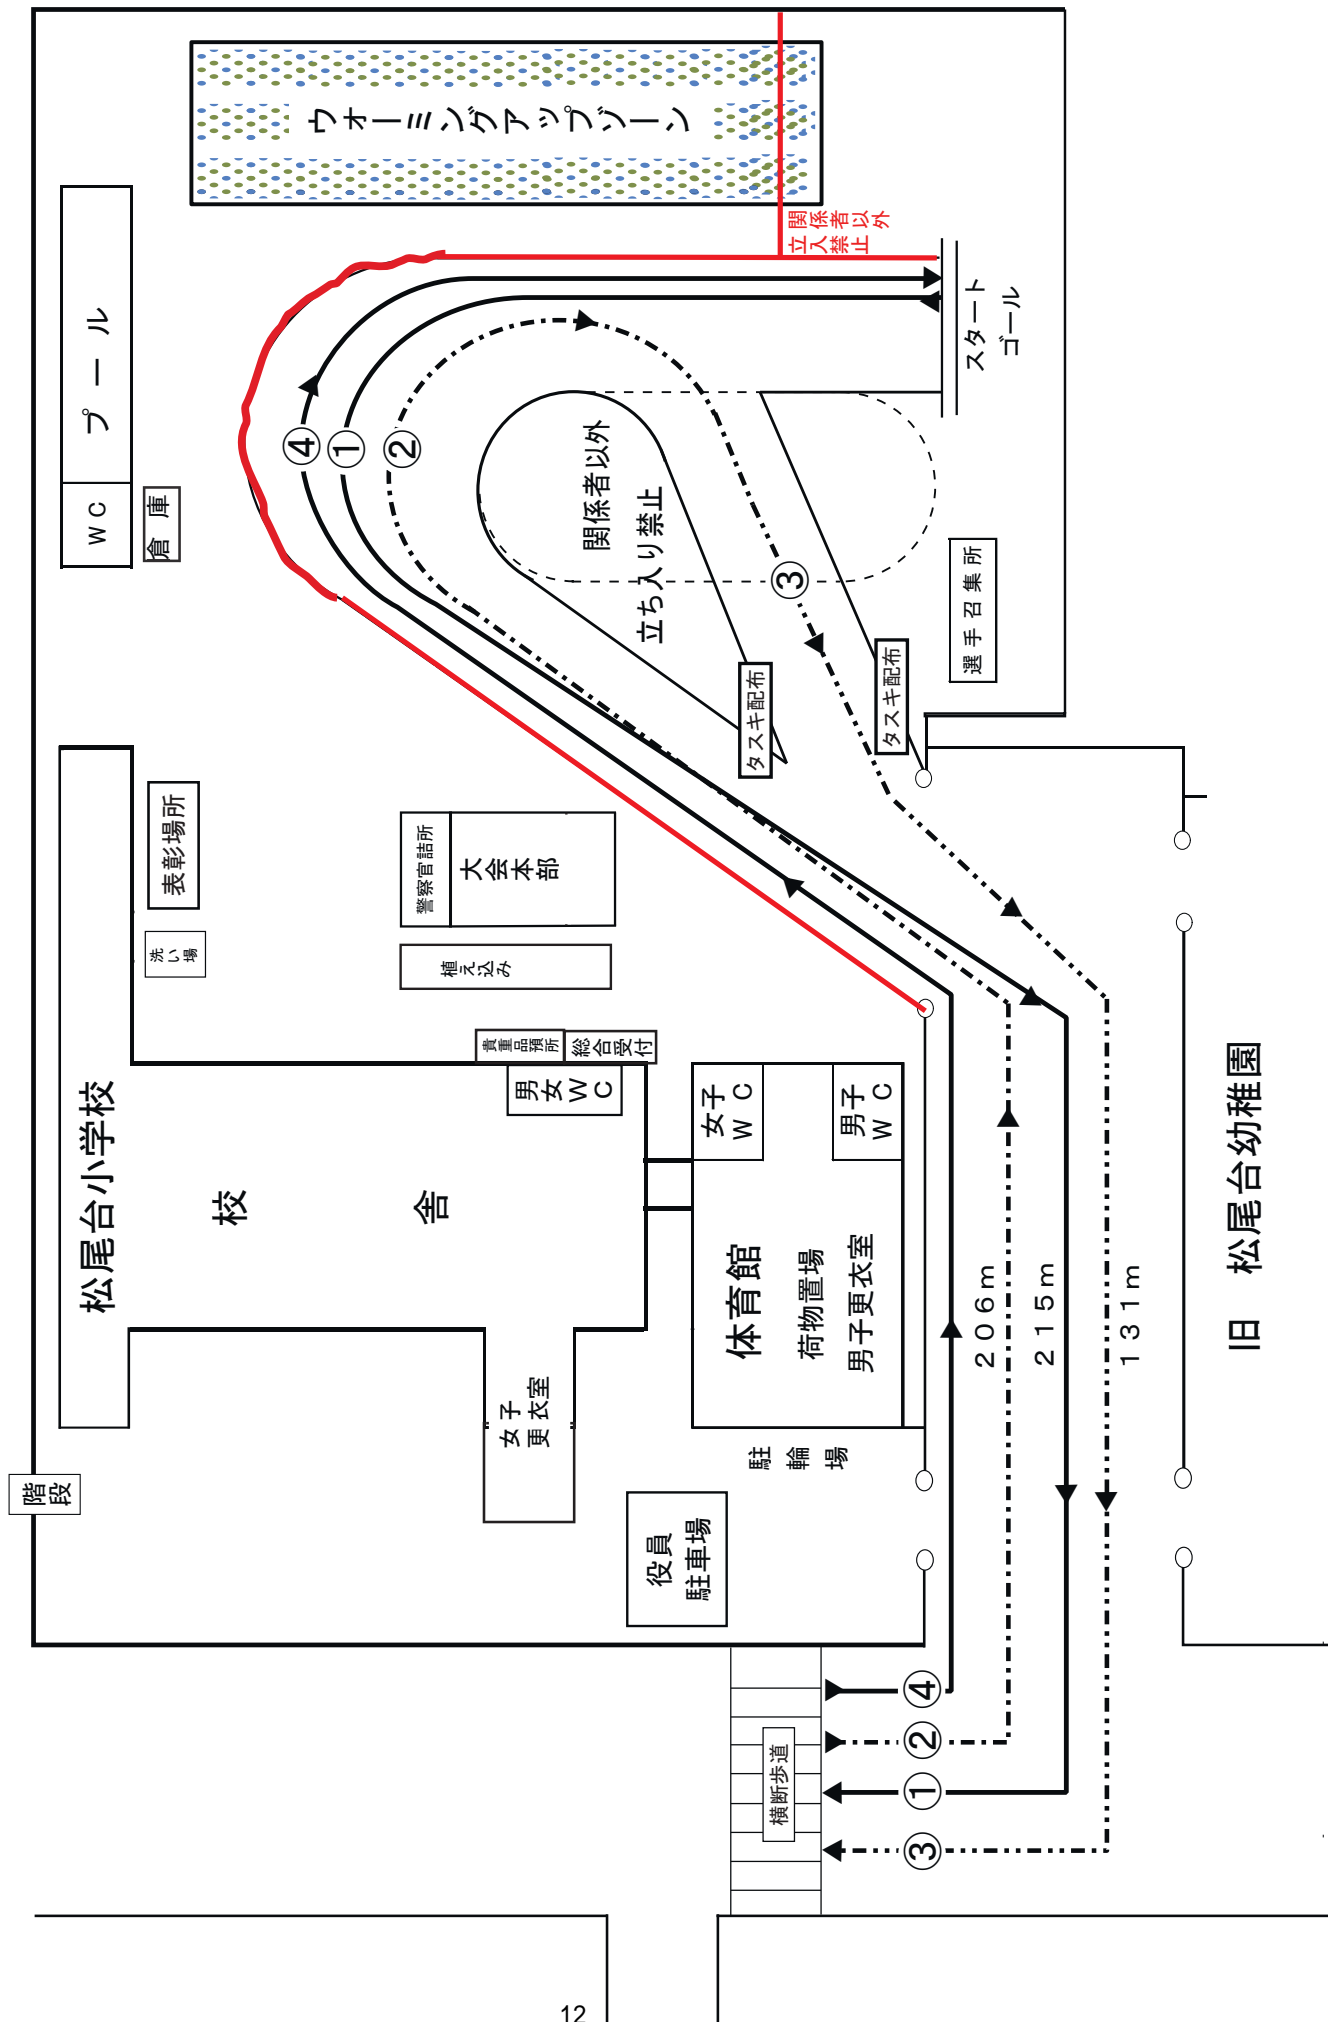 ウオーミングアップゾーン
関係者以外
立入禁止
プール
WC
倉庫
スタート
ゴール
④
①
②
関係者以外
立ち入り禁止
③
選手召集所
タスキ配布
タスキ配布
表彰場所
洗い場
警察官詰所
大会本部
植え込み
貴重品預所
総合受付
男女WC
松尾台小学校
校舎
女子
WC
男子
WC
体育館
荷物置場
男子更衣室
女子
更衣室
駐輪場
206m
215m
131m
旧 松尾台幼稚園
階段
役員
駐車場
横断歩道
④
②
①
③
12